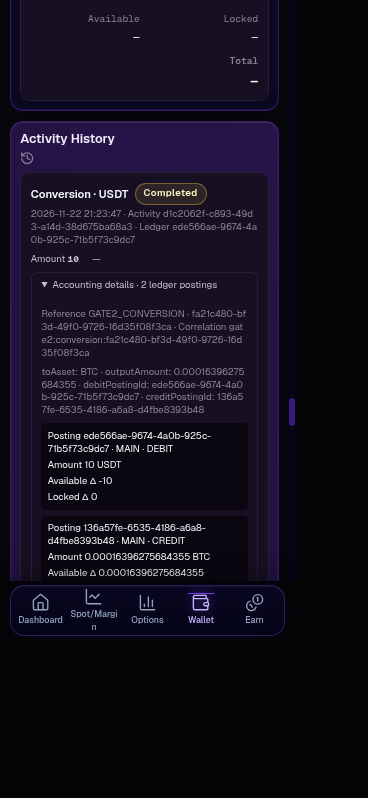 Available Locked
— —
Total
—
Activity History
Conversion · USDT Completed
2026-11-22 21:23:47 · Activity d1c2062f-c893-49d
3-a14d-38d675ba68a3 · Ledger ede566ae-9674-4a
0b-925c-71b5f73c9dc7
Amount 10 —
▼ Accounting details · 2 ledger postings
Reference GATE2_CONVERSION · fa21c480-bf
3d-49f0-9726-16d35f08f3ca · Correlation gat
e2:conversion:fa21c480-bf3d-49f0-9726-16d
35f08f3ca
toAsset: BTC · outputAmount: 0.00016396275
684355 · debitPostingId: ede566ae-9674-4a0
b-925c-71b5f73c9dc7 · creditPostingId: 136a5
7fe-6535-4186-a6a8-d4fbe8393b48
Posting ede566ae-9674-4a0b-925c-
71b5f73c9dc7 · MAIN · DEBIT
Amount 10 USDT
Available Δ -10
Locked Δ 0
Posting 136a57fe-6535-4186-a6a8-
d4fbe8393b48 · MAIN · CREDIT
Amount 0.00016396275684355 BTC
Available Δ 0.00016396275684355
Dashboard Spot/Margi
n Options Wallet Earn